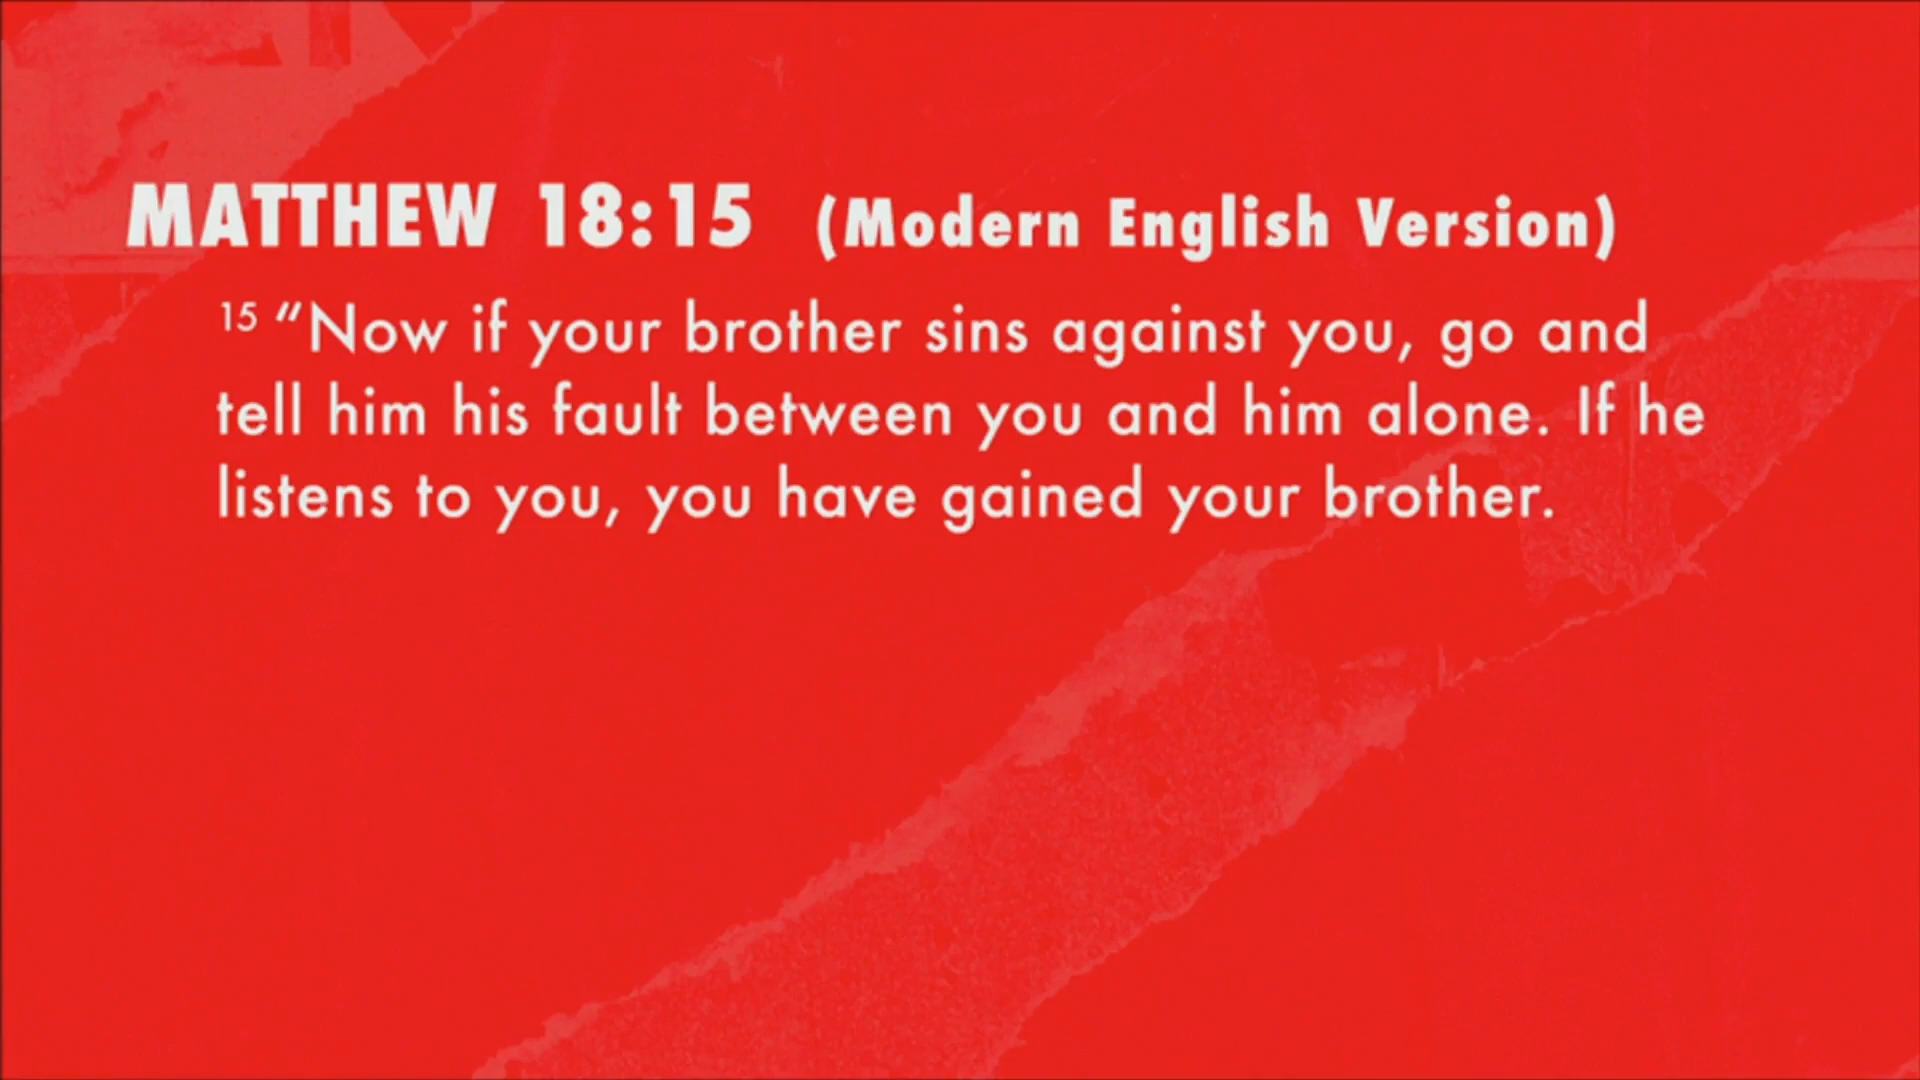 MATTHEW 18:15 (Modern English Version)
15 “Now if your brother sins against you, go and
tell him his fault between you and him alone. If he
listens to you, you have gained your brother.